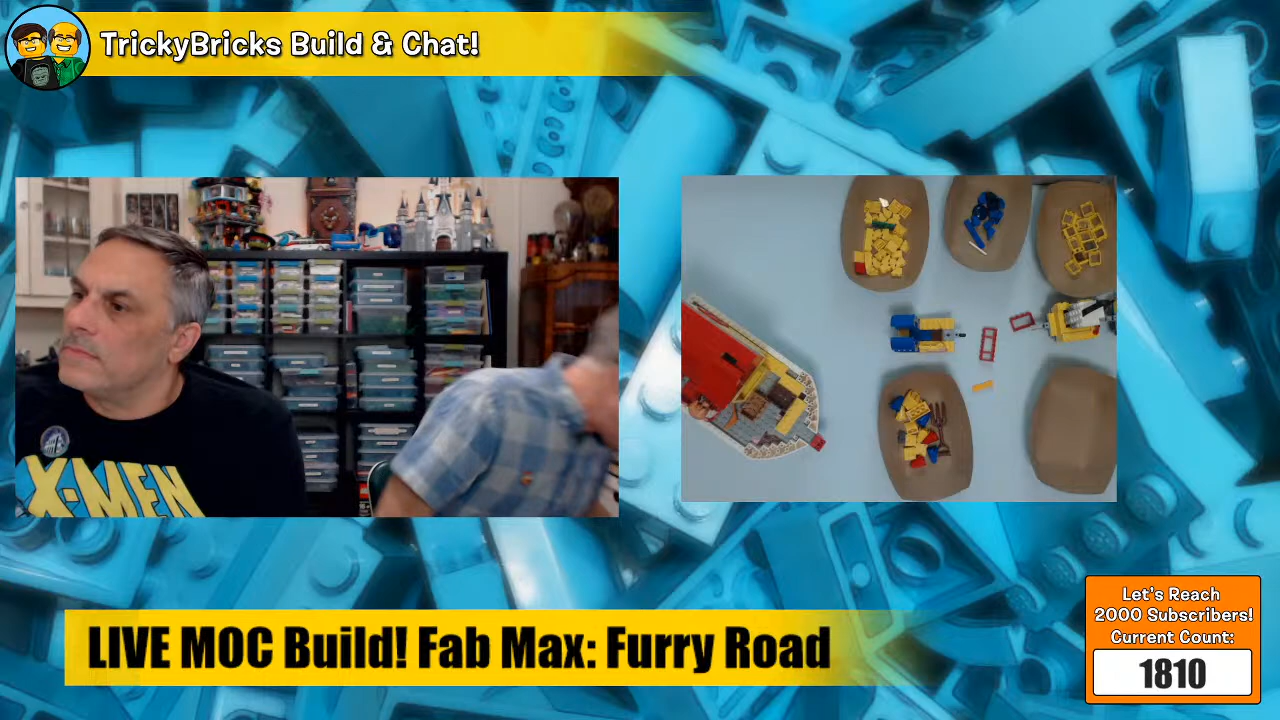 TrickyBricks Build & Chat!
X-MEN
LIVE MOC Build! Fab Max: Furry Road
Let's Reach
2000 Subscribers!
Current Count:
1810